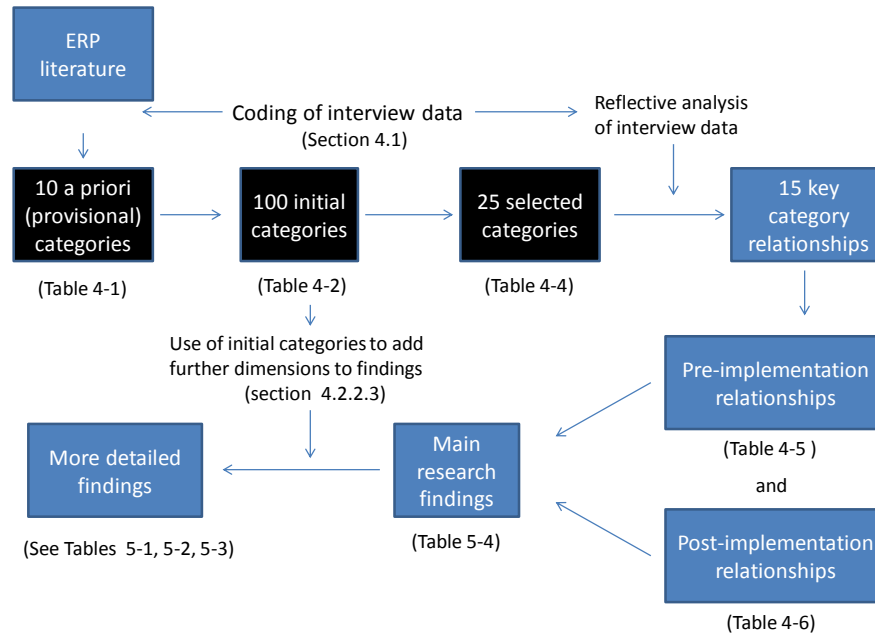 ERP
literature
Coding of interview data
(Section 4.1)
Reflective analysis
of interview data
10 a priori
(provisional)
categories
100 initial
categories
25 selected
categories
15 key
category
relationships
(Table 4-1)
(Table 4-2)
(Table 4-4)
Use of initial categories to add
further dimensions to findings
(section 4.2.2.3)
Pre-implementation
relationships
(Table 4-5 )
and
More detailed
findings
Main
research
findings
(See Tables 5-1, 5-2, 5-3)
(Table 5-4)
Post-implementation
relationships
(Table 4-6)